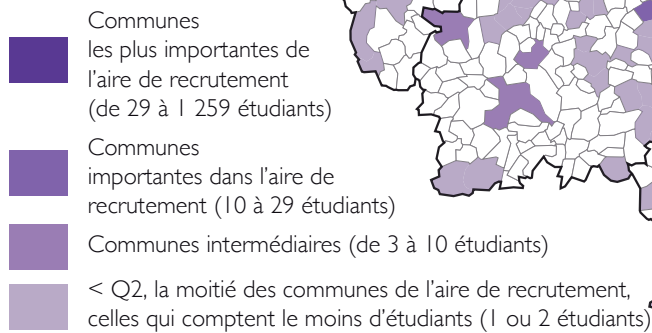 Communes
les plus importantes de
l'aire de recrutement
(de 29 à 1 259 étudiants)
Communes
importantes dans l'aire de
recrutement (10 à 29 étudiants)
Communes intermédiaires (de 3 à 10 étudiants)
< Q2, la moitié des communes de l'aire de recrutement,
celles qui comptent le moins d'étudiants (1 ou 2 étudiants)